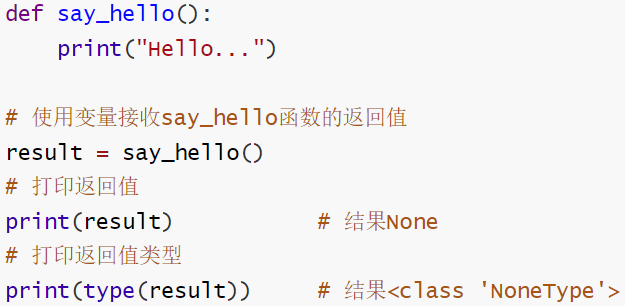 def say_hello():
    print("Hello...")
# 使用变量接收say_hello函数的返回值
result = say_hello()
# 打印返回值
print(result)          # 结果None
# 打印返回值类型
print(type(result))    # 结果<class 'NoneType'>